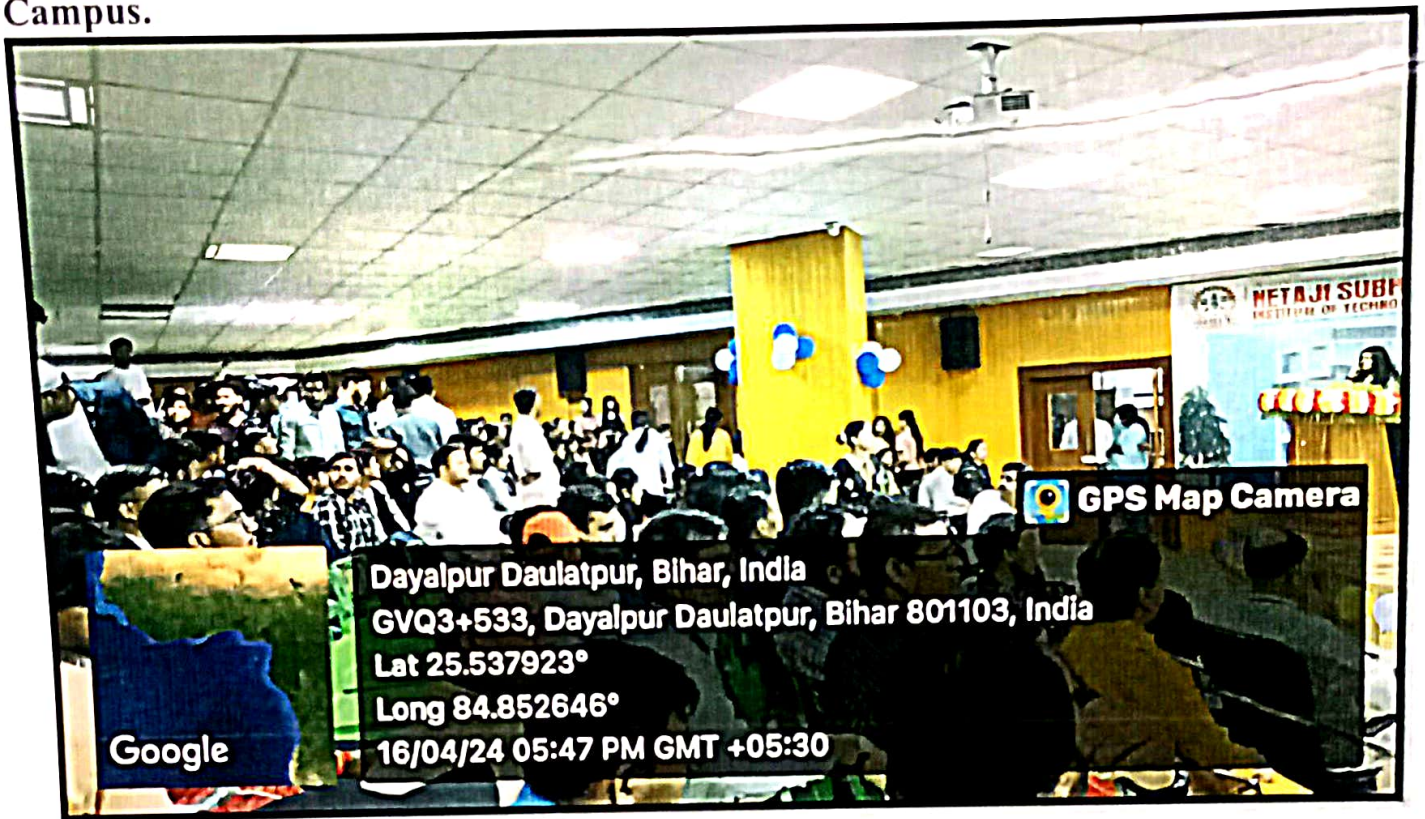 Campus.
NETAJI SUBH
INSTITUTE OF TECHNO
GPS Map Camera
Dayalpur Daulatpur, Bihar, India
GVQ3+533, Dayalpur Daulatpur, Bihar 801103, India
Lat 25.537923°
Long 84.852646°
16/04/24 05:47 PM GMT +05:30
Google